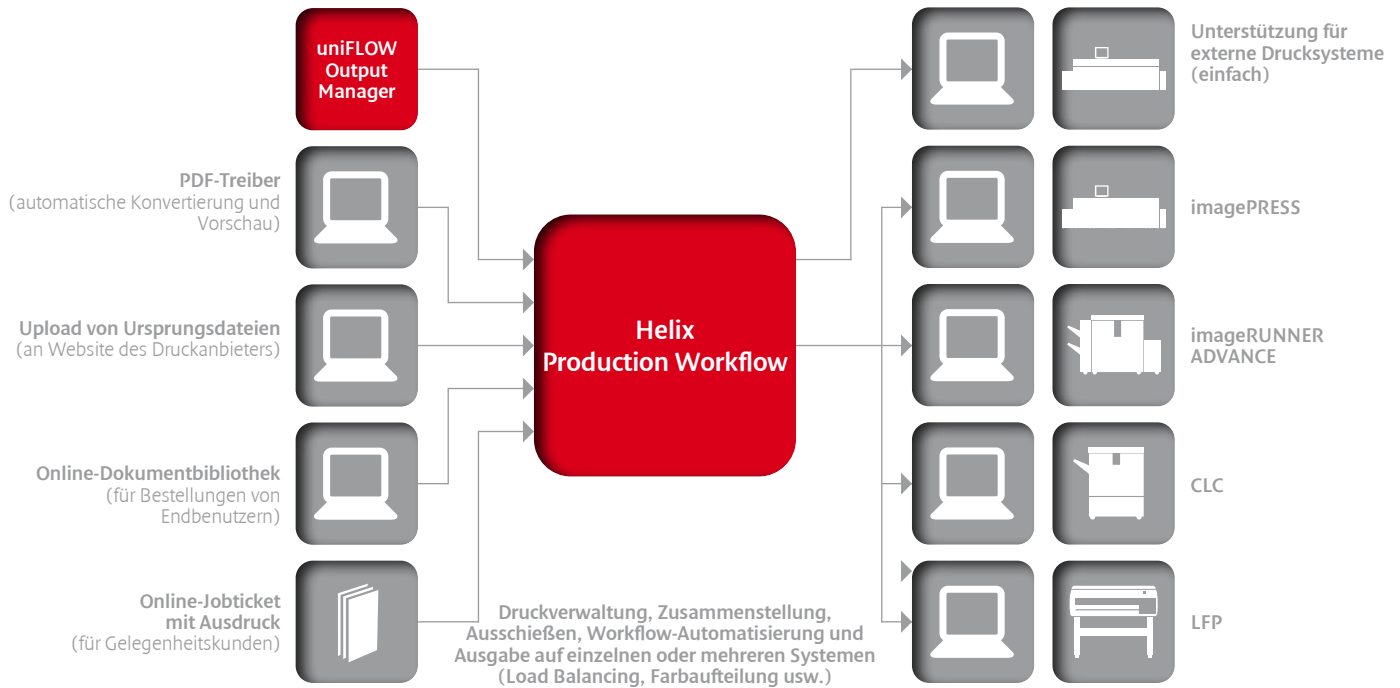 uniFLOW
Output
Manager
PDF-Treiber
(automatische Konvertierung und
Vorschau)
Upload von Ursprungsdateien
(an Website des Druckanbieters)
Online-Dokumentbibliothek
(für Bestellungen von
Endbenutzern)
Online-Jobticket
mit Ausdruck
(für Gelegenheitskunden)
Helix
Production Workflow
Druckverwaltung, Zusammenstellung,
Ausschießen, Workflow-Automatisierung und
Ausgabe auf einzelnen oder mehreren Systemen
(Load Balancing, Farbaufteilung usw.)
Unterstützung für
externe Drucksysteme
(einfach)
imagePRESS
imageRUNNER
ADVANCE
CLC
LFP